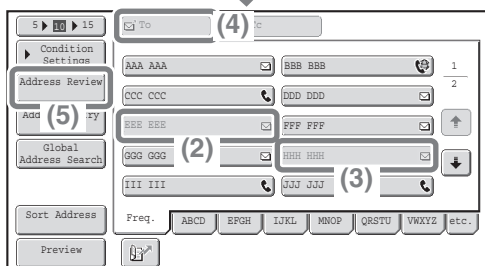 5 10 15
To
(4)
c
Condition
Settings
AAA AAA
BBB BBB
1
2
Address Review
CCC CCC
DDD DDD
(5)
Add
ry
EEE EEE
FFF FFF
(2)
Global
Address Search
GGG GGG
HHH HHH
(3)
III III
JJJ JJJ
Sort Address
Freq.
ABCD
EFGH
IJKL
MNOP
QRSTU
VWXYZ
etc.
Preview